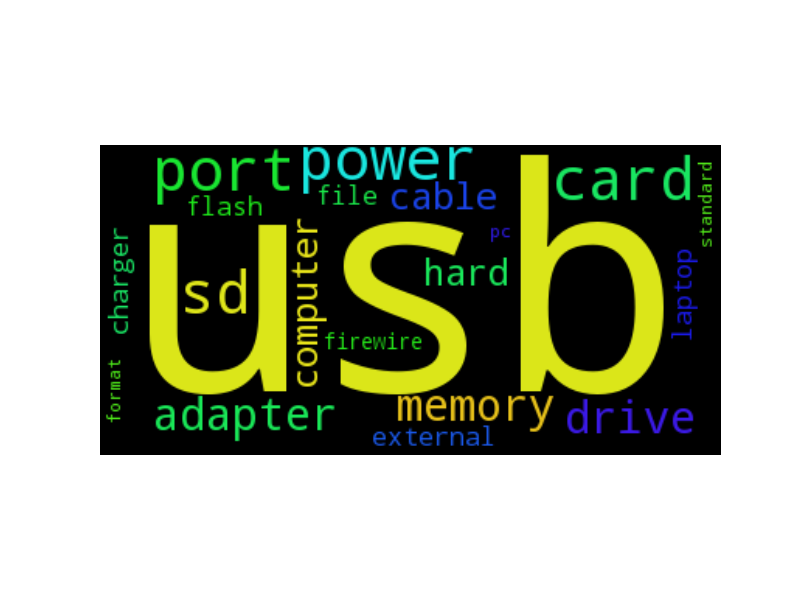 port
power
card
standard
flash
file
cable
charger
usb
pc
sd
computer
hard
laptop
firewire
format
adapter
memory
drive
external